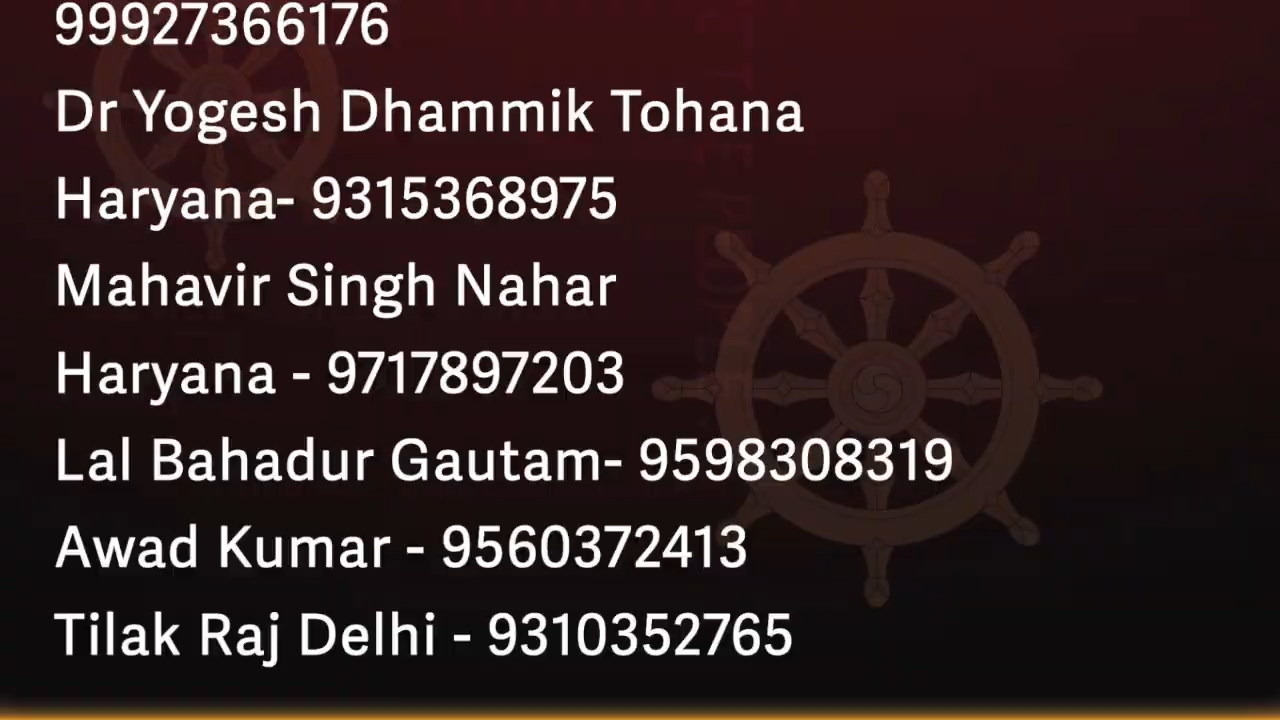 99927366176
Dr Yogesh Dhammik Tohana
Haryana- 9315368975
Mahavir Singh Nahar
Haryana - 9717897203
Lal Bahadur Gautam- 9598308319
Awad Kumar - 9560372413
Tilak Raj Delhi - 9310352765